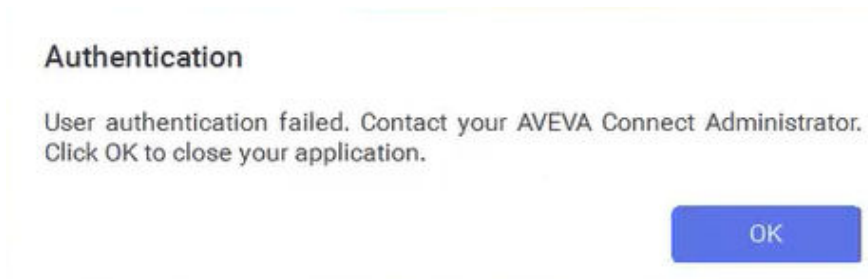 Authentication
User authentication failed. Contact your AVEVA Connect Administrator.
Click OK to close your application.
OK